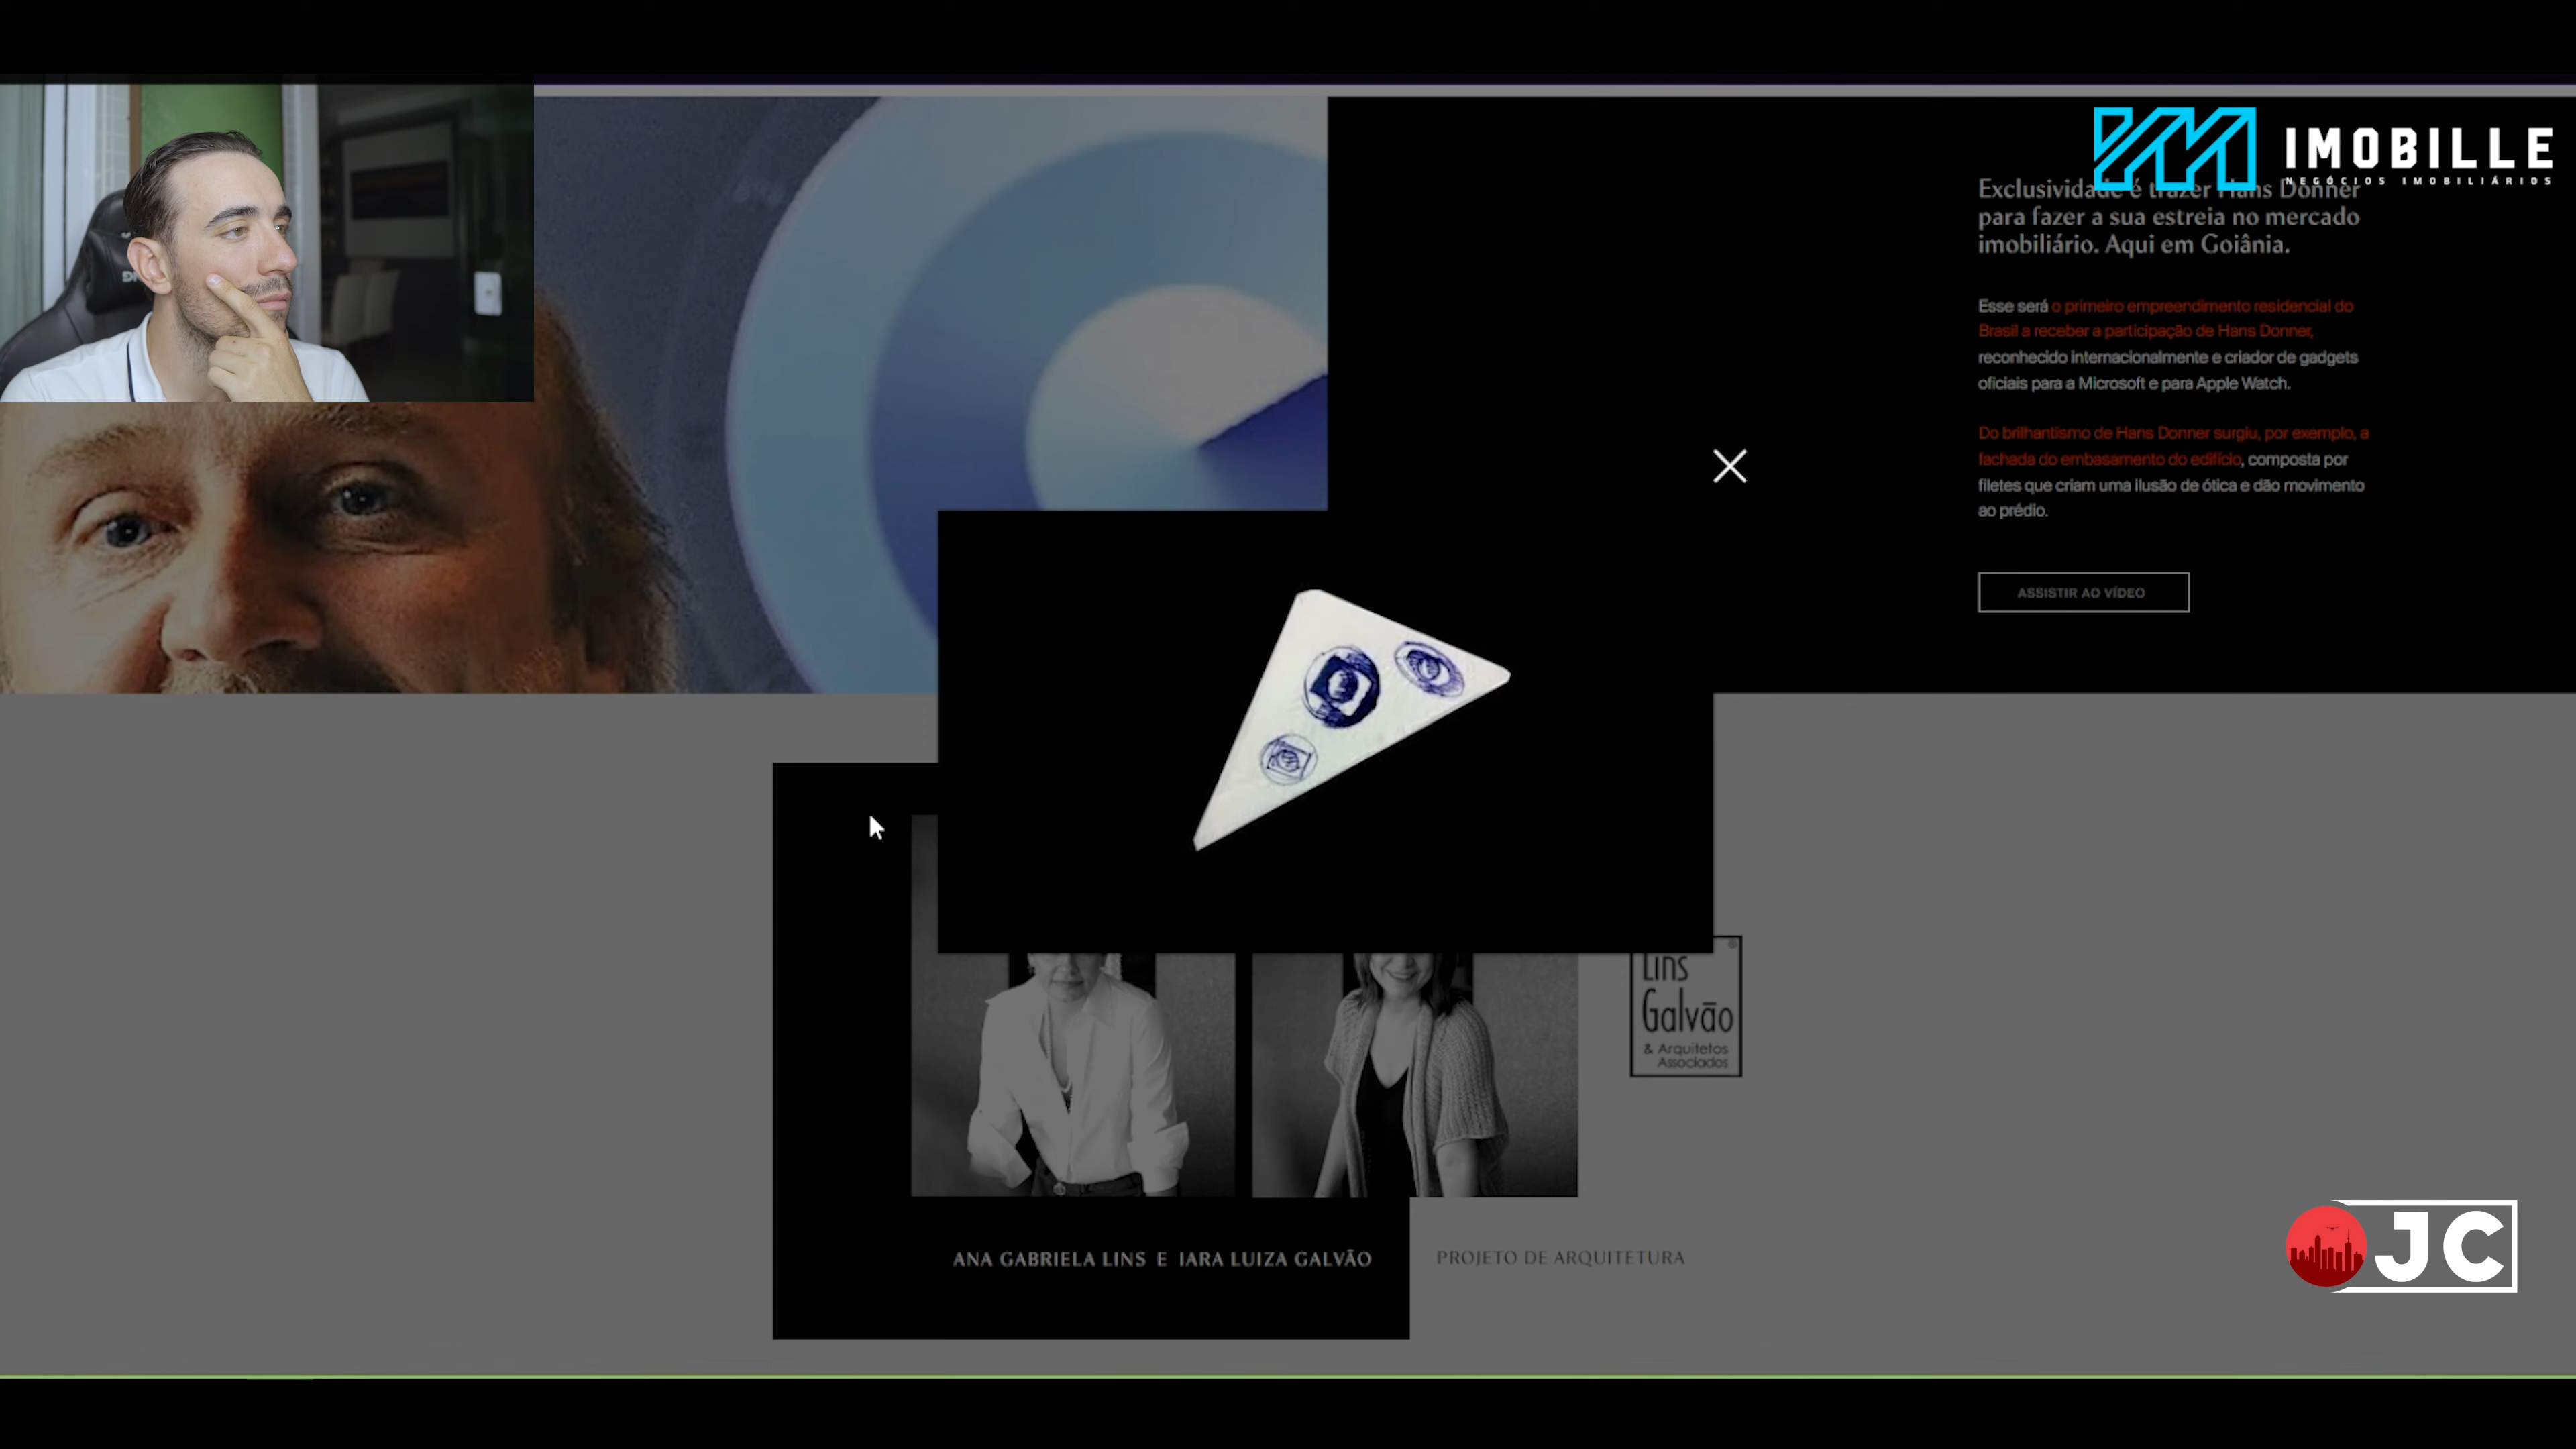 IMOBILLE
NEGÓCIOS IMOBILIÁRIOS
Exclusividade é trazer Hans Donner
para fazer a sua estreia no mercado
imobiliário. Aqui em Goiânia.
Esse será o primeiro empreendimento residencial do
Brasil a receber a participação de Hans Donner,
reconhecido internacionalmente e criador de gadgets
oficiais para a Microsoft e para Apple Watch.
Do brilhantismo de Hans Donner surgiu, por exemplo, a
fachada do embasamento do edifício, composta por
filetes que criam uma ilusão de ótica e dão movimento
ao prédio.
ASSISTIR AO VÍDEO
Lins
Galvão
& Arquitetos
Associados
ANA GABRIELA LINS E IARA LUIZA GALVÃO
PROJETO DE ARQUITETURA
JC